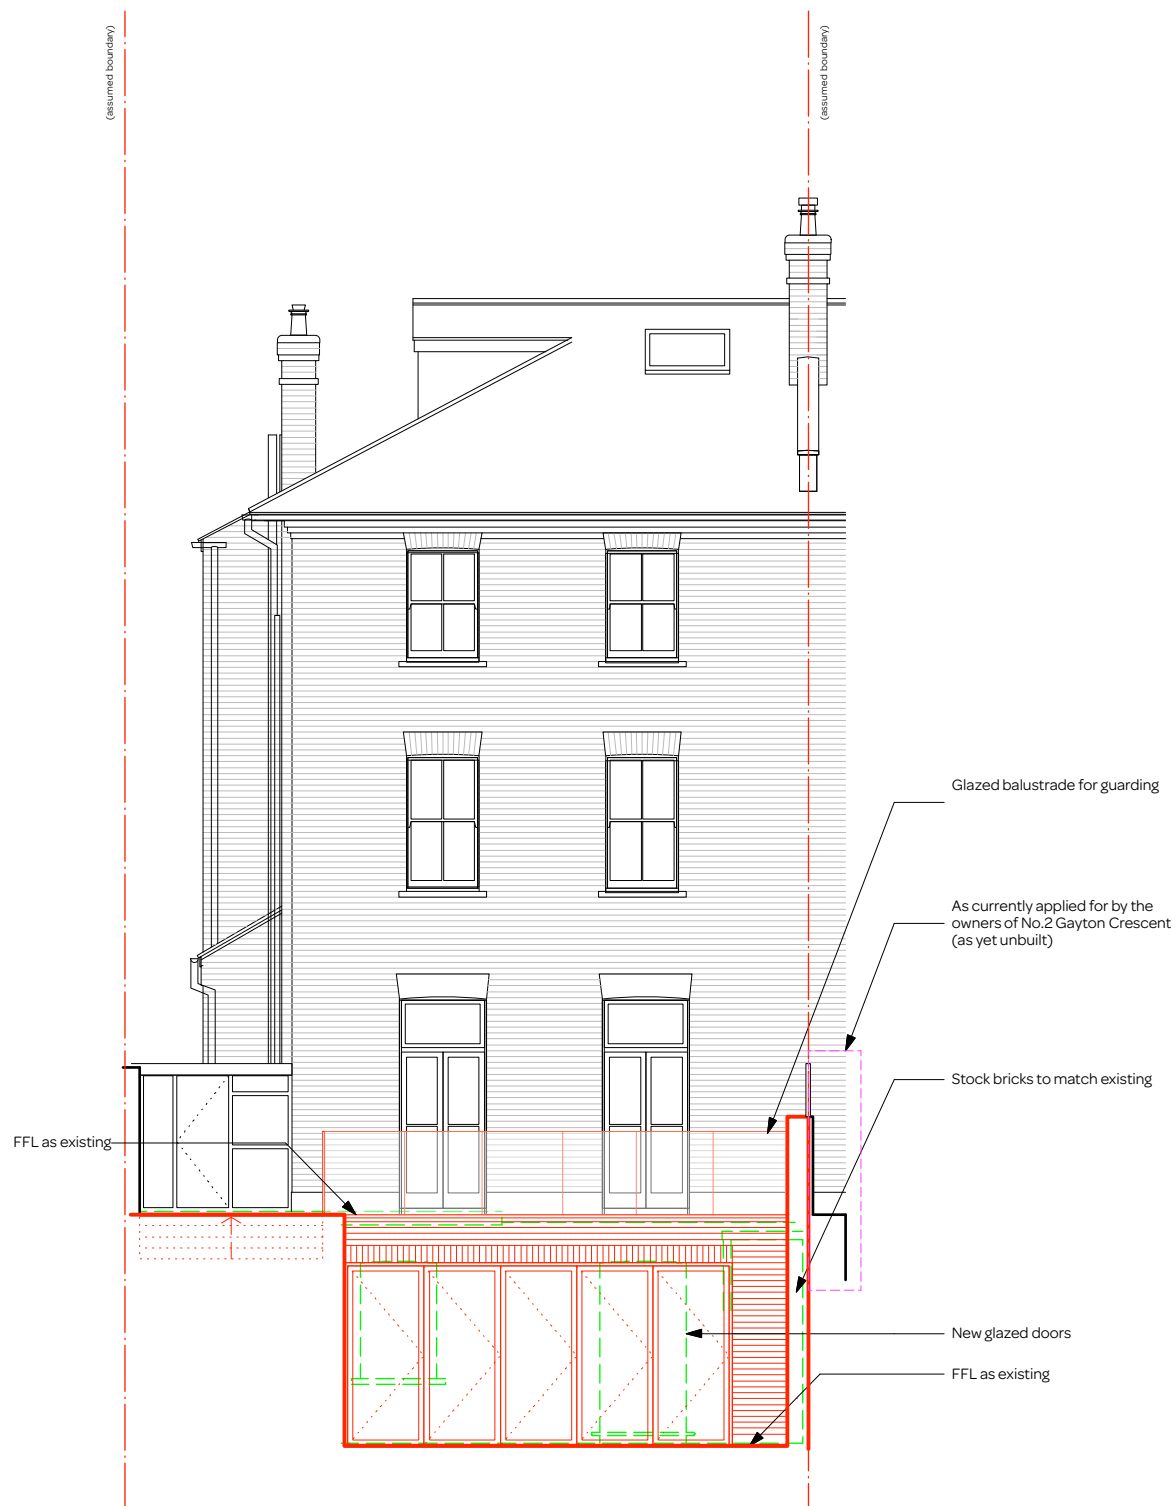 (assumed boundary)
(assumed boundary)
Glazed balustrade for guarding
As currently applied for by the
owners of No.2 Gayton Crescent
(as yet unbuilt)
Stock bricks to match existing
FFL as existing
New glazed doors
FFL as existing